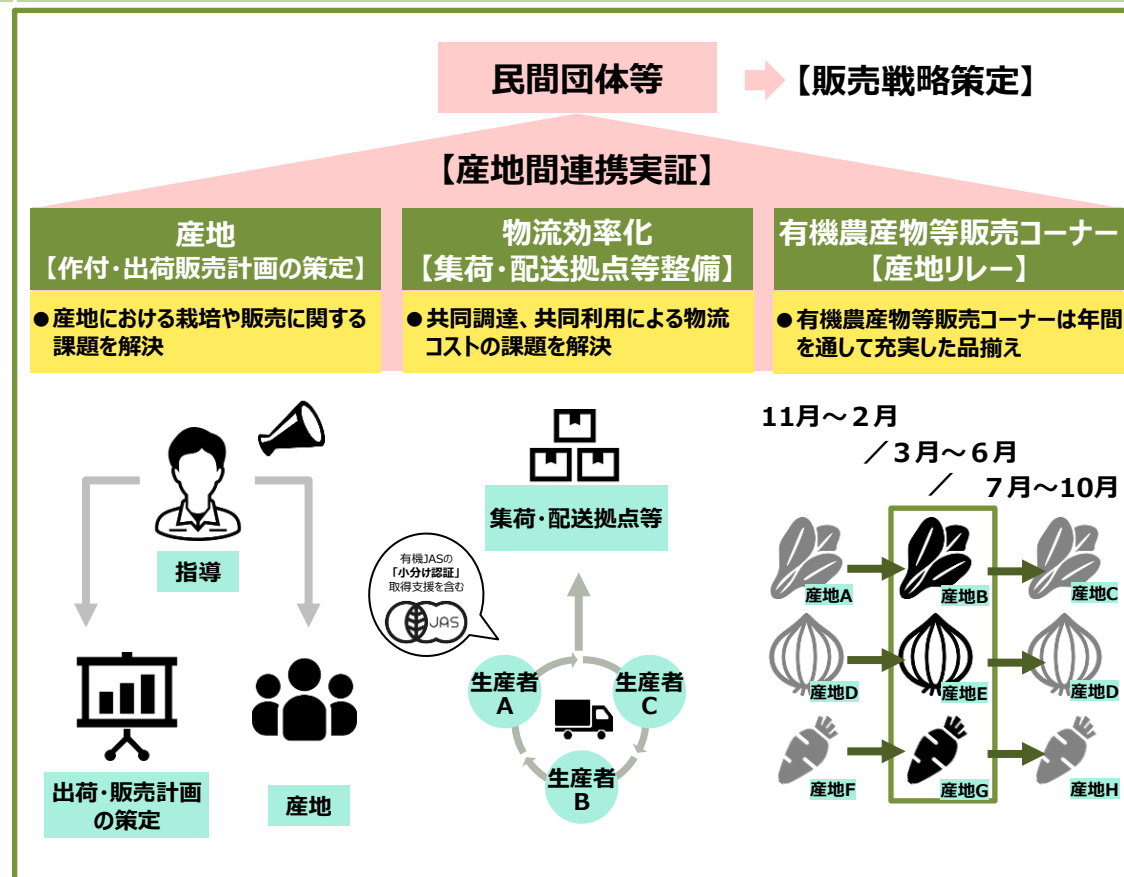 民間団体等
【販売戦略策定】
【産地間連携実証】
産地
【作付・出荷販売計画の策定】
●産地における栽培や販売に関する
課題を解決
指導
出荷・販売計画
の策定
産地
物流効率化
【集荷・配送拠点等整備】
●共同調達、共同利用による物流
コストの課題を解決
集荷・配送拠点等
有機JASの
「小分け認証」
取得支援を含む
JAS
生産者
A
生産者
C
生産者
B
有機農産物等販売コーナー
【産地リレー】
●有機農産物等販売コーナーは年間
を通して充実した品揃え
11月～２月
／３月～６月
／ ７月～10月
産地A
産地B
産地C
産地D
産地E
産地D
産地F
産地G
産地H